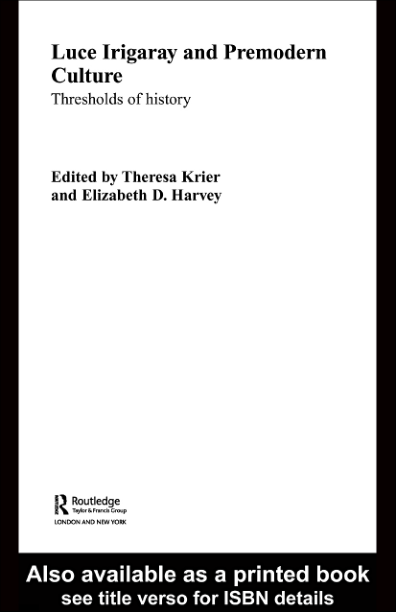 Luce Irigaray and Premodern
Culture
Thresholds of history
Edited by Theresa Krier
and Elizabeth D. Harvey
Routledge
Taylor & Francis Group
LONDON AND NEW YORK
Also available as a printed book
see title verso for ISBN details